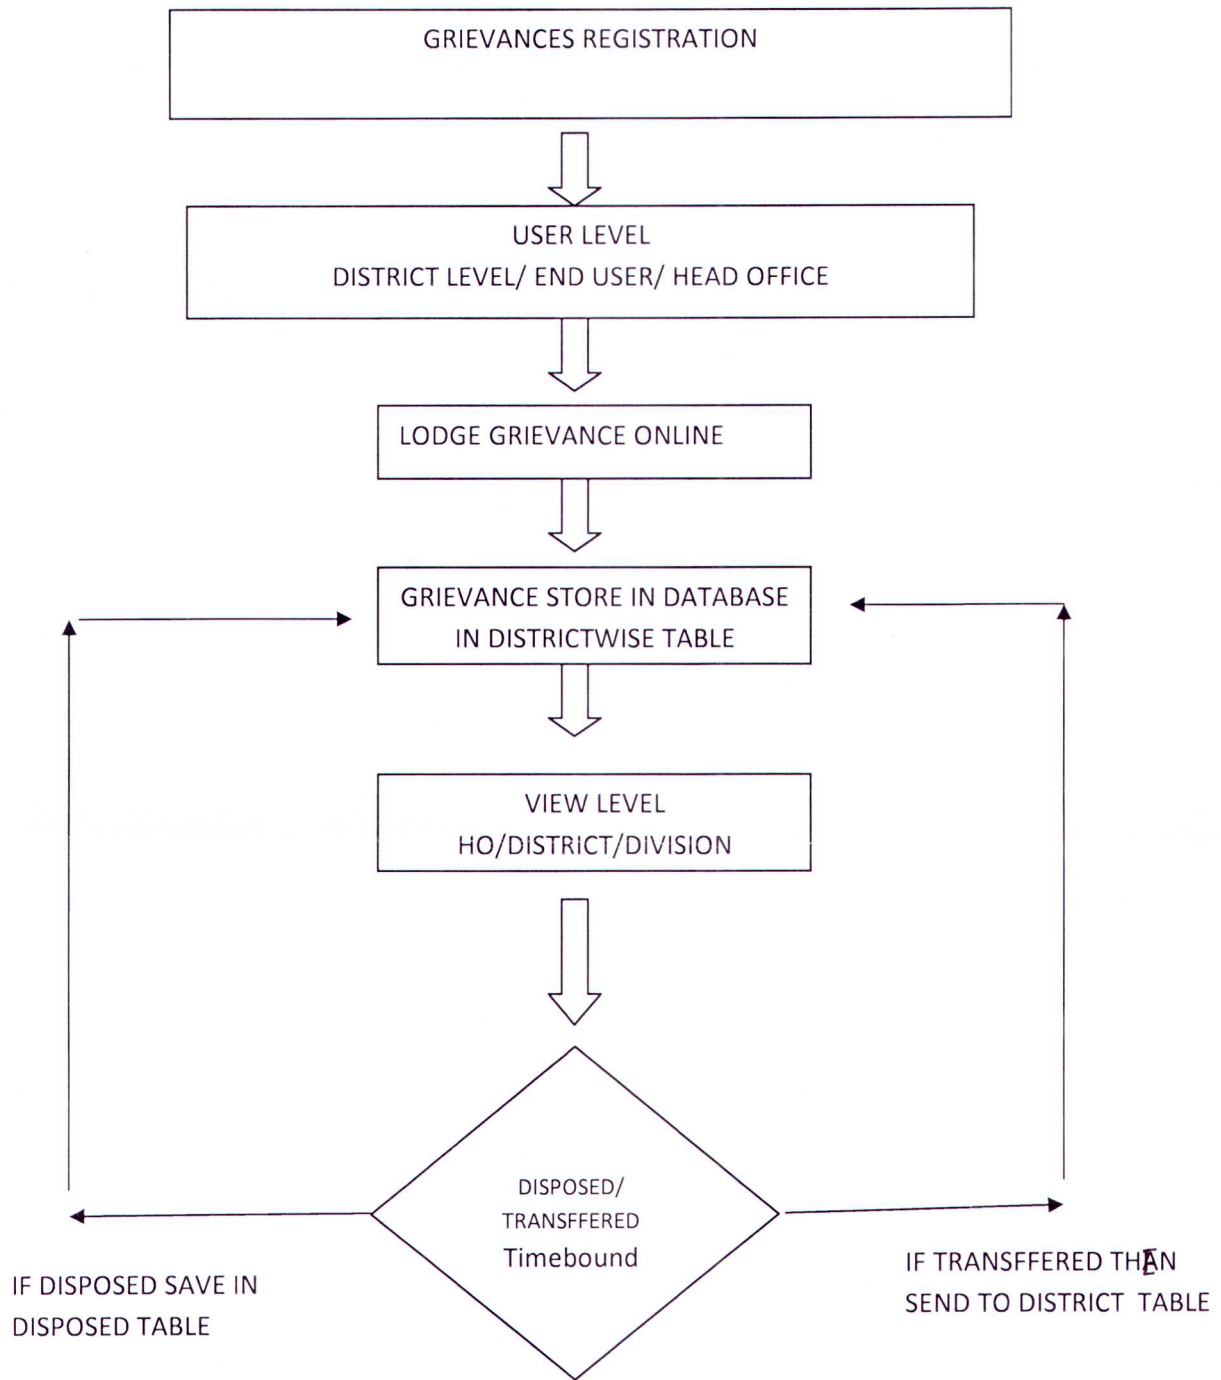 GRIEVANCES REGISTRATION
USER LEVEL
DISTRICT LEVEL/ END USER/ HEAD OFFICE
LODGE GRIEVANCE ONLINE
GRIEVANCE STORE IN DATABASE
IN DISTRICTWISE TABLE
VIEW LEVEL
HO/DISTRICT/DIVISION
DISPOSED/
TRANSFFERED
Timebound
IF DISPOSED SAVE IN
DISPOSED TABLE
IF TRANSFFERED THEN
SEND TO DISTRICT TABLE